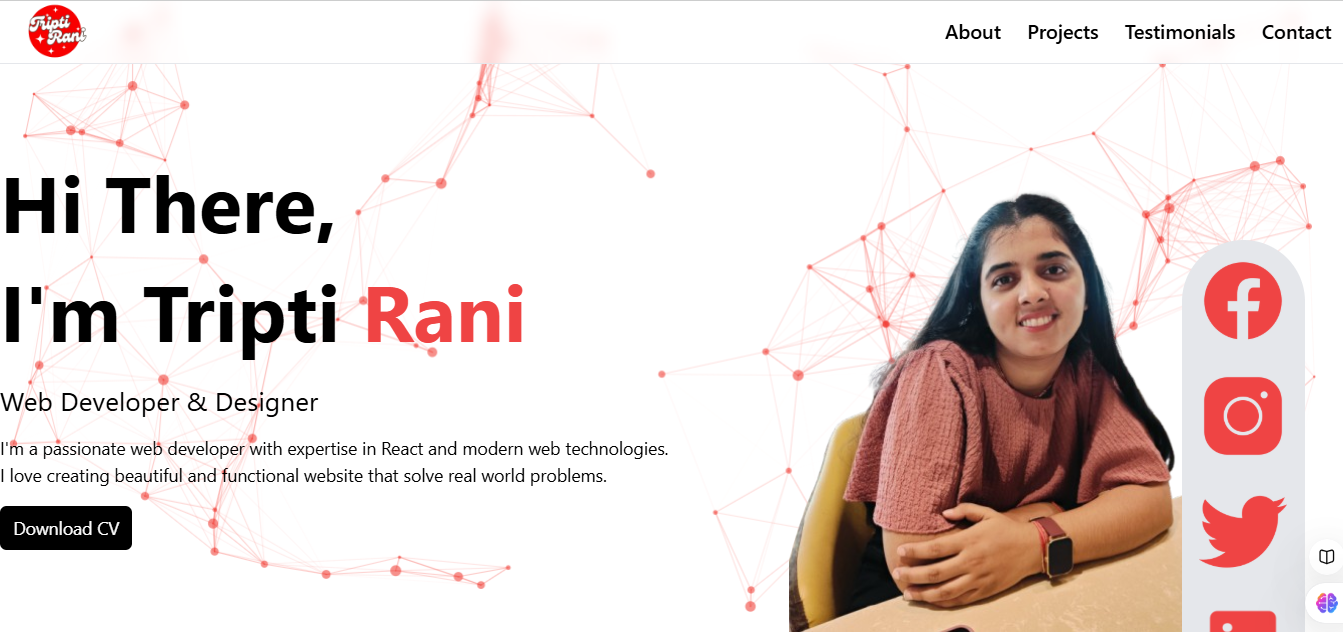 Tripti
Rani
About Projects Testimonials Contact
Hi There,
I'm Tripti Rani
Web Developer & Designer
I'm a passionate web developer with expertise in React and modern web technologies.
I love creating beautiful and functional website that solve real world problems.
Download CV